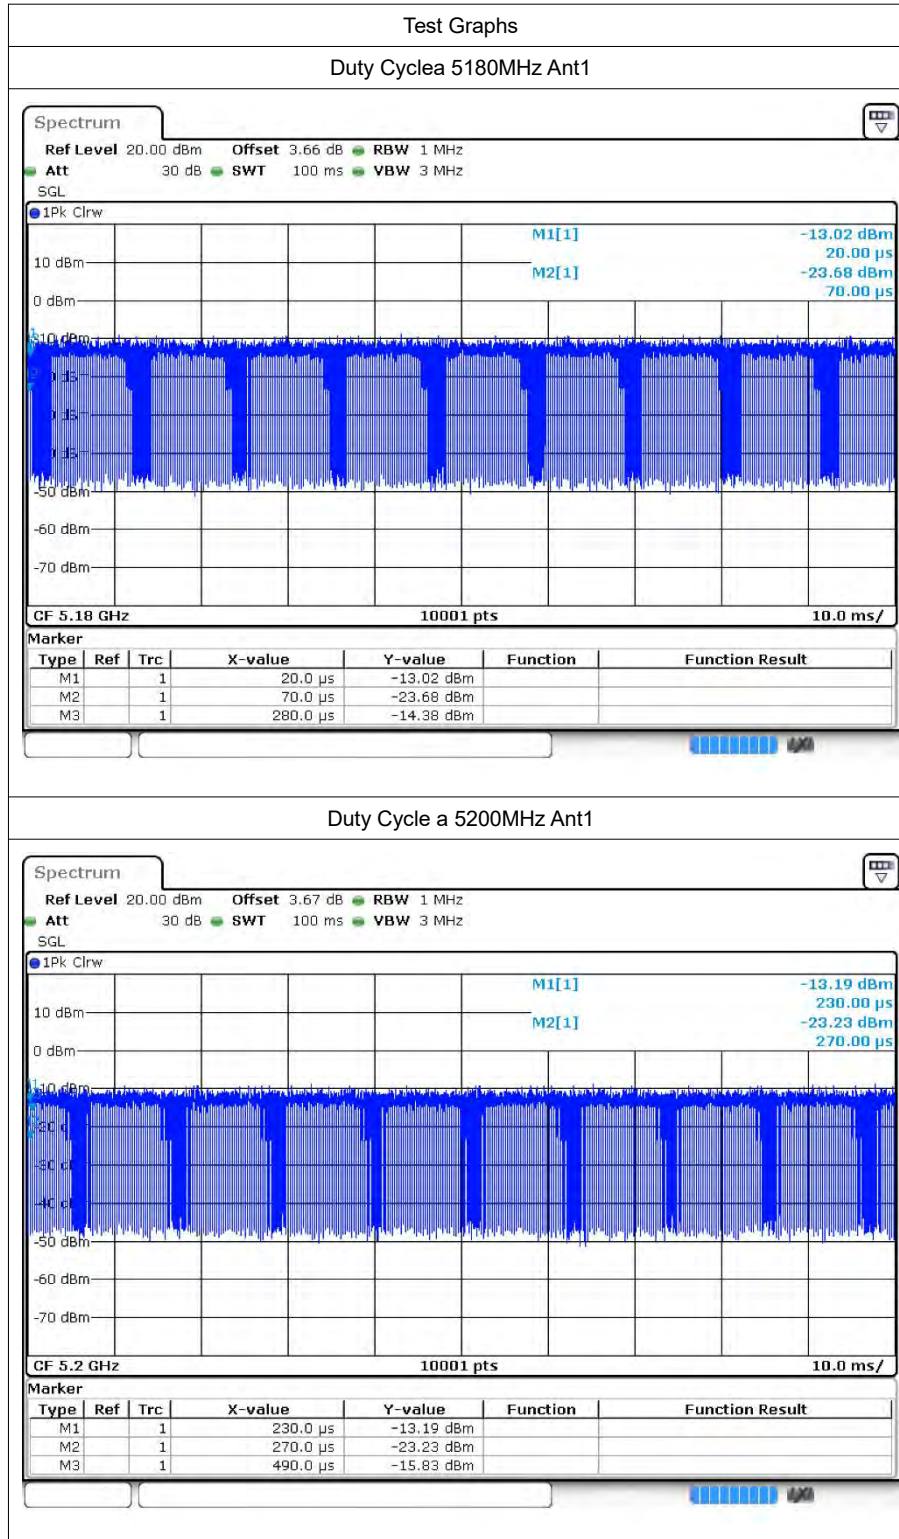 Test Graphs
Duty Cyclea 5180MHz Ant1
Spectrum
Ref Level 20.00 dBm Offset 3.66 dB RBW 1 MHz
Att 30 dB SWT 100 ms VBW 3 MHz
SGL
1Pk Clrw
M1[1] -13.02 dBm
20.00 µs
10 dBm
M2[1] -23.68 dBm
70.00 µs
0 dBm
-50 dBm
-60 dBm
-70 dBm
CF 5.18 GHz 10001 pts 10.0 ms/
Marker
Type Ref Trc X-value Y-value Function Function Result
M1 1 20.0 µs -13.02 dBm
M2 1 70.0 µs -23.68 dBm
M3 1 280.0 µs -14.38 dBm
Duty Cycle a 5200MHz Ant1
Spectrum
Ref Level 20.00 dBm Offset 3.67 dB RBW 1 MHz
Att 30 dB SWT 100 ms VBW 3 MHz
SGL
1Pk Clrw
M1[1] -13.19 dBm
230.00 µs
10 dBm
M2[1] -23.23 dBm
270.00 µs
0 dBm
-50 dBm
-60 dBm
-70 dBm
CF 5.2 GHz 10001 pts 10.0 ms/
Marker
Type Ref Trc X-value Y-value Function Function Result
M1 1 230.0 µs -13.19 dBm
M2 1 270.0 µs -23.23 dBm
M3 1 490.0 µs -15.83 dBm